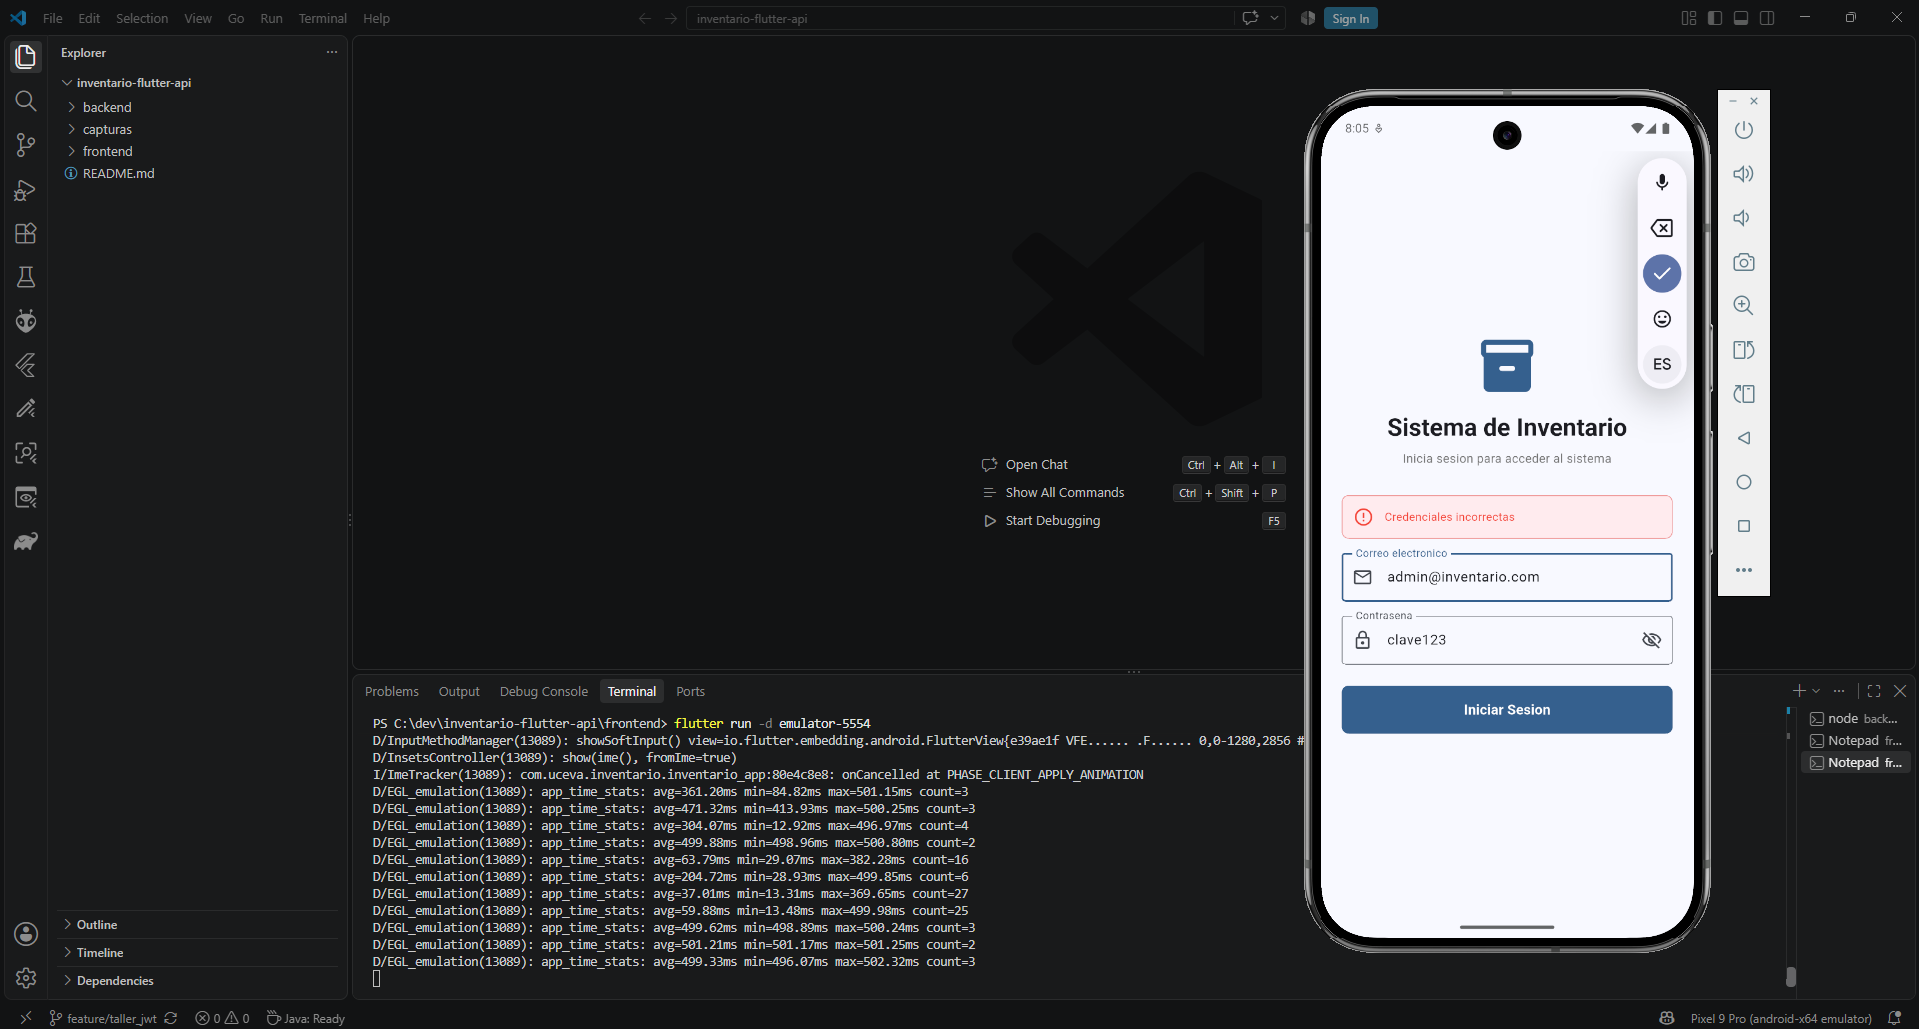 File Edit Selection View Go Run Terminal Help
inventario-flutter-api
Sign In
Explorer
inventario-flutter-api
backend
capturas
frontend
README.md
Open Chat Ctrl + Alt + I
Show All Commands Ctrl + Shift + P
Start Debugging F5
8:05
ES
Sistema de Inventario
Inicia sesion para acceder al sistema
Credenciales incorrectas
Correo electronico
admin@inventario.com
Contrasena
clave123
Iniciar Sesion
Problems Output Debug Console Terminal Ports
PS C:\dev\inventario-flutter-api\frontend> flutter run -d emulator-5554
D/InputMethodManager(13089): showSoftInput() view=io.flutter.embedding.android.FlutterView{e39ae1f VFE...... .F...... 0,0-1280,2856 #
D/InsetsController(13089): show(ime(), fromIme=true)
I/ImeTracker(13089): com.uceva.inventario.inventario_app:80e4c8e8: onCancelled at PHASE_CLIENT_APPLY_ANIMATION
D/EGL_emulation(13089): app_time_stats: avg=361.20ms min=84.82ms max=501.15ms count=3
D/EGL_emulation(13089): app_time_stats: avg=471.32ms min=413.93ms max=500.25ms count=3
D/EGL_emulation(13089): app_time_stats: avg=304.07ms min=12.92ms max=496.97ms count=4
D/EGL_emulation(13089): app_time_stats: avg=499.88ms min=498.96ms max=500.80ms count=2
D/EGL_emulation(13089): app_time_stats: avg=63.79ms min=29.07ms max=382.28ms count=16
D/EGL_emulation(13089): app_time_stats: avg=204.72ms min=28.93ms max=499.85ms count=6
D/EGL_emulation(13089): app_time_stats: avg=37.01ms min=13.31ms max=369.65ms count=27
D/EGL_emulation(13089): app_time_stats: avg=59.88ms min=13.48ms max=499.98ms count=25
D/EGL_emulation(13089): app_time_stats: avg=499.62ms min=498.89ms max=500.24ms count=3
D/EGL_emulation(13089): app_time_stats: avg=501.21ms min=501.17ms max=501.25ms count=2
D/EGL_emulation(13089): app_time_stats: avg=499.33ms min=496.07ms max=502.32ms count=3
node back...
Notepad fr...
Notepad fr...
Outline
Timeline
Dependencies
feature/taller_jwt 0 0 Java: Ready
Pixel 9 Pro (android-x64 emulator)